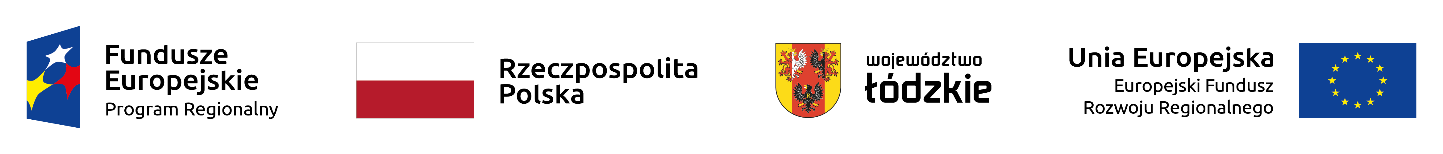 Fundusze
Europejskie
Program Regionalny
Rzeczpospolita
Polska
województwo
łódzkie
Unia Europejska
Europejski Fundusz
Rozwoju Regionalnego